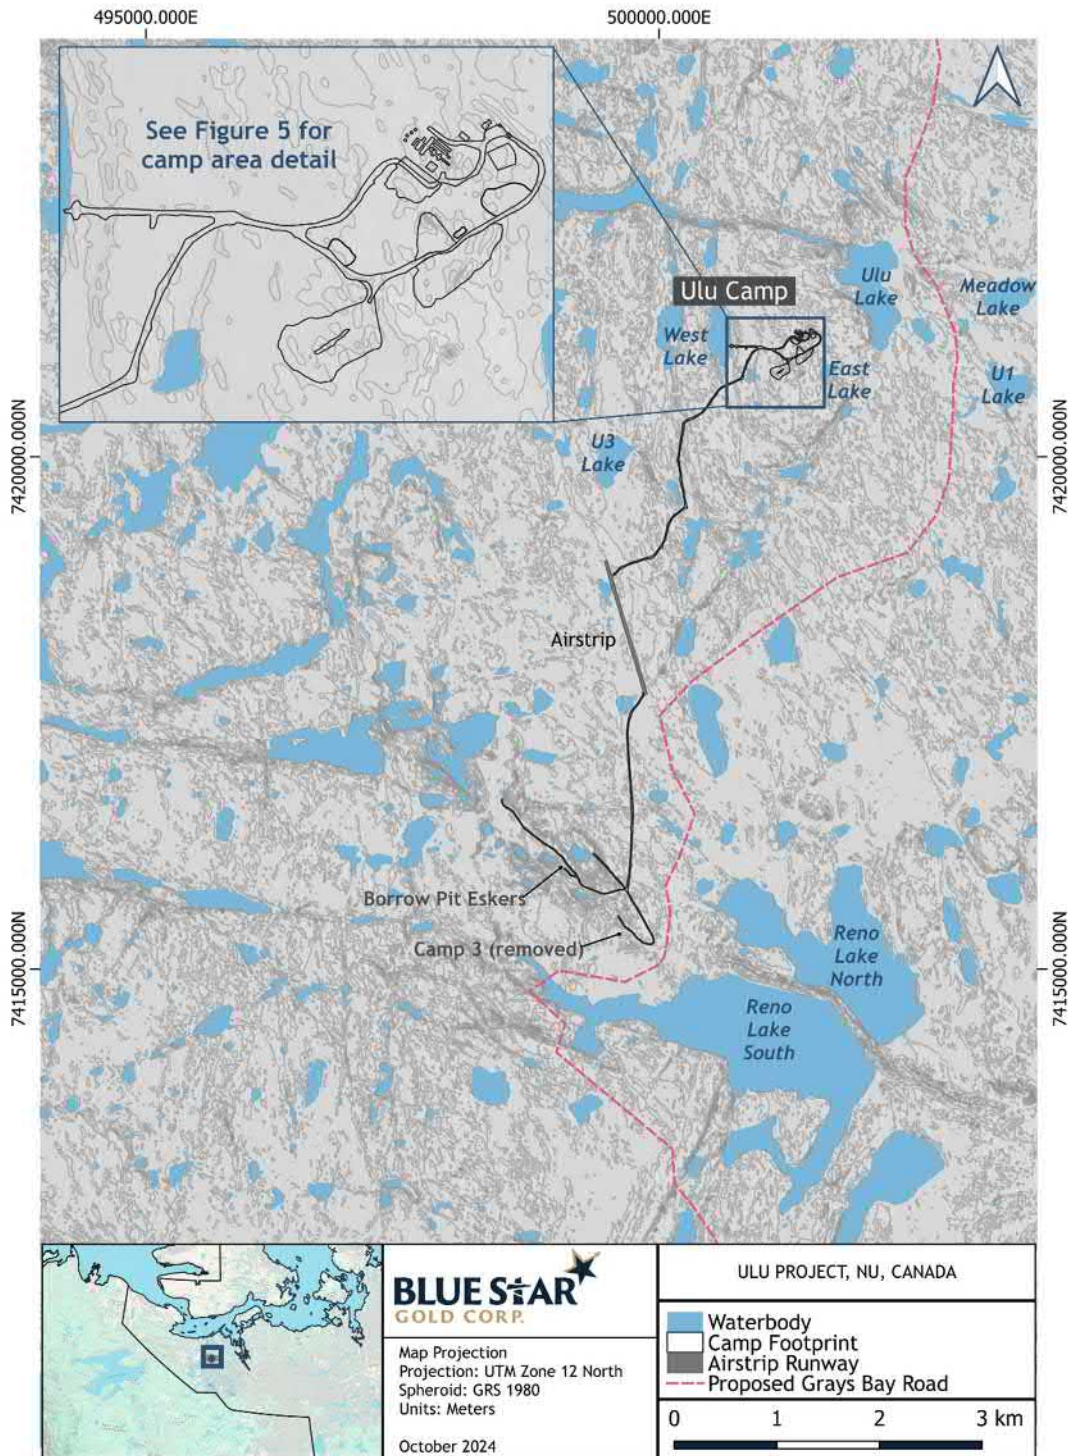 495000.000E
500000.000E
See Figure 5 for
camp area detail
Ulu Camp
Ulu
Lake
Meadow
Lake
West
Lake
East
Lake
U1
Lake
U3
Lake
7420000.000N
7420000.000N
Airstrip
Borrow Pit Eskers
Camp 3 (removed)
Reno
Lake
North
Reno
Lake
South
7415000.000N
7415000.000N
BLUE STAR
GOLD CORP.
Map Projection
Projection: UTM Zone 12 North
Spheroid: GRS 1980
Units: Meters
October 2024
ULU PROJECT, NU, CANADA
Waterbody
Camp Footprint
Airstrip Runway
Proposed Grays Bay Road
0 1 2 3 km